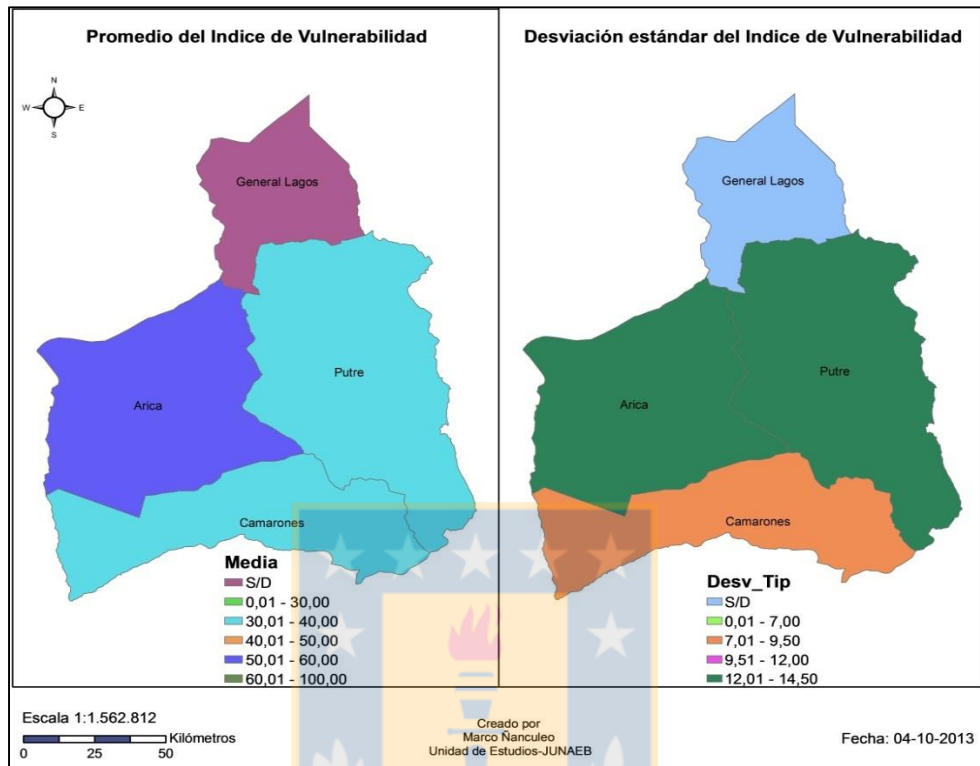 Promedio del Indice de Vulnerabilidad
N
W
E
S
General Lagos
Putre
Arica
Camarones
Media
S/D
0,01 - 30,00
30,01 - 40,00
40,01 - 50,00
50,01 - 60,00
60,01 - 100,00
Desviación estándar del Indice de Vulnerabilidad
General Lagos
Putre
Arica
Camarones
Desv_Tip
S/D
0,01 - 7,00
7,01 - 9,50
9,51 - 12,00
12,01 - 14,50
Escala 1:1.562.812
Kilómetros
0 25 50
Creado por
Marco Ñanculeo
Unidad de Estudios-JUNAEB
Fecha: 04-10-2013